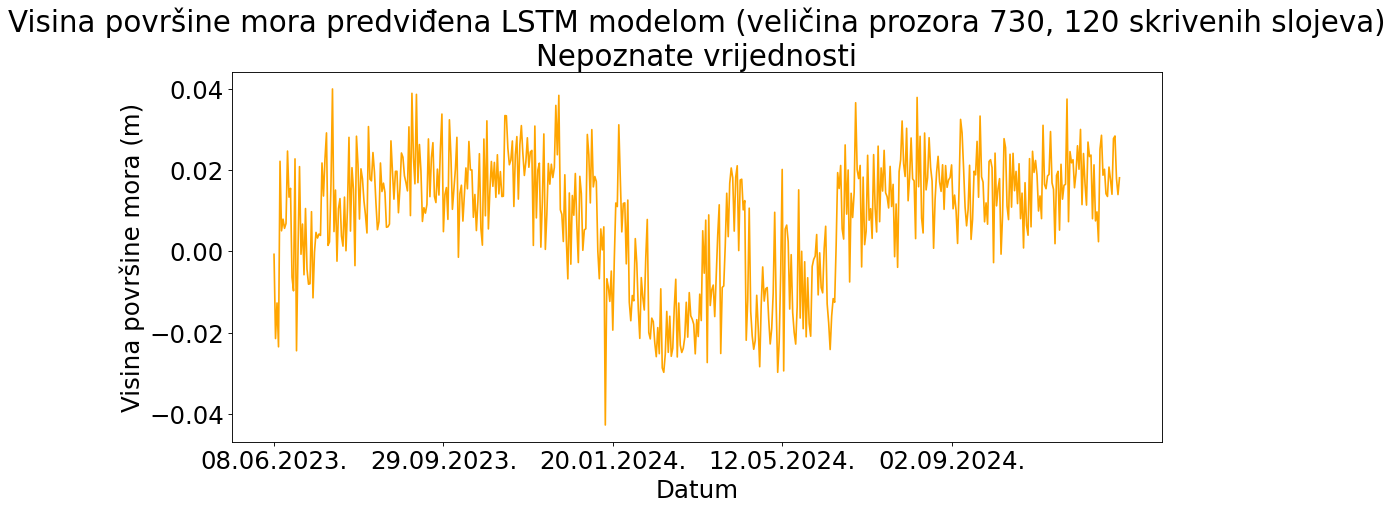 Visina površine mora predviđena LSTM modelom (veličina prozora 730, 120 skrivenih slojeva)
Nepoznate vrijednosti
Visina površine mora (m)
0.04
0.02
0.00
−0.02
−0.04
08.06.2023. 29.09.2023. 20.01.2024. 12.05.2024. 02.09.2024.
Datum